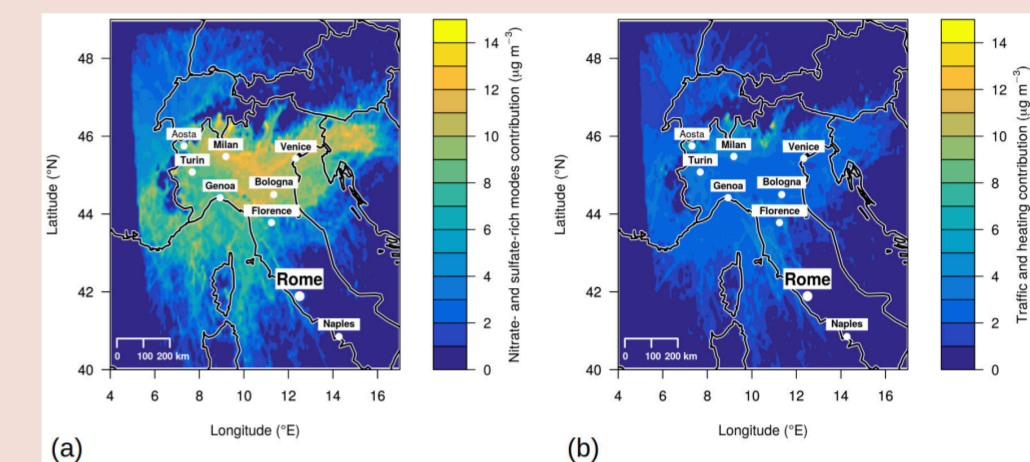 48
46
44
42
40
4
6
8
10
12
14
16
Latitude (°N)
Longitude (°E)
Aosta
Milan
Venice
Turin
Genoa
Bologna
Florence
Rome
Naples
0 100 200 km
14
12
10
8
6
4
2
0
Nitrate- and sulfate-rich modes contribution (µg m⁻³)
(a)
48
46
44
42
40
4
6
8
10
12
14
16
Latitude (°N)
Longitude (°E)
Aosta
Milan
Venice
Turin
Genoa
Bologna
Florence
Rome
Naples
0 100 200 km
14
12
10
8
6
4
2
0
Traffic and heating contribution (µg m⁻³)
(b)